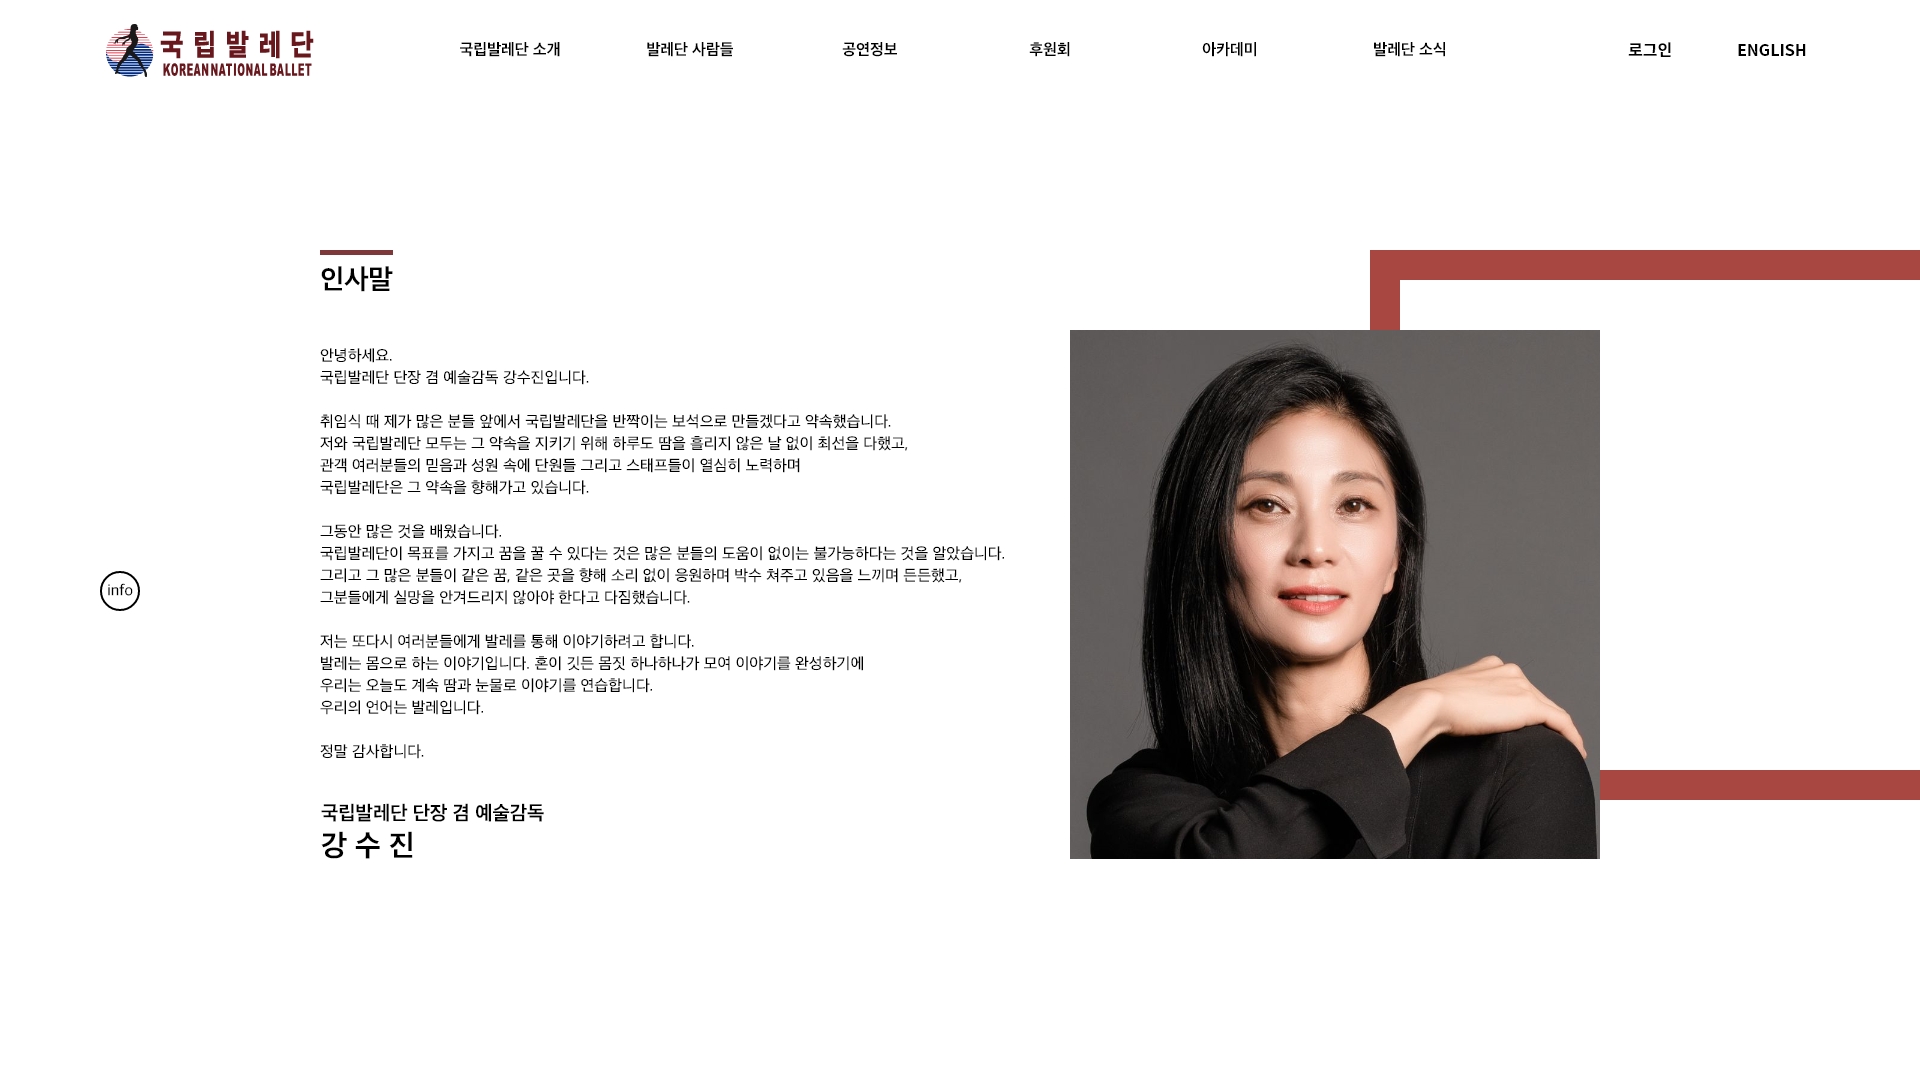 국립발레단
KOREAN NATIONAL BALLET
국립발레단 소개
발레단 사람들
공연정보
후원회
아카데미
발레단 소식
로그인
ENGLISH
인사말
안녕하세요.
국립발레단 단장 겸 예술감독 강수진입니다.
취임식 때 제가 많은 분들 앞에서 국립발레단을 반짝이는 보석으로 만들겠다고 약속했습니다.
저와 국립발레단 모두는 그 약속을 지키기 위해 하루도 땀을 흘리지 않은 날 없이 최선을 다했고,
관객 여러분들의 믿음과 성원 속에 단원들 그리고 스태프들이 열심히 노력하며
국립발레단은 그 약속을 향해가고 있습니다.
그동안 많은 것을 배웠습니다.
국립발레단이 목표를 가지고 꿈을 꿀 수 있다는 것은 많은 분들의 도움이 없이는 불가능하다는 것을 알았습니다.
그리고 그 많은 분들이 같은 꿈, 같은 곳을 향해 소리 없이 응원하며 박수 쳐주고 있음을 느끼며 든든했고,
그분들에게 실망을 안겨드리지 않아야 한다고 다짐했습니다.
info
저는 또다시 여러분들에게 발레를 통해 이야기하려고 합니다.
발레는 몸으로 하는 이야기입니다. 혼이 깃든 몸짓 하나하나가 모여 이야기를 완성하기에
우리는 오늘도 계속 땀과 눈물로 이야기를 연습합니다.
우리의 언어는 발레입니다.
정말 감사합니다.
국립발레단 단장 겸 예술감독
강 수 진